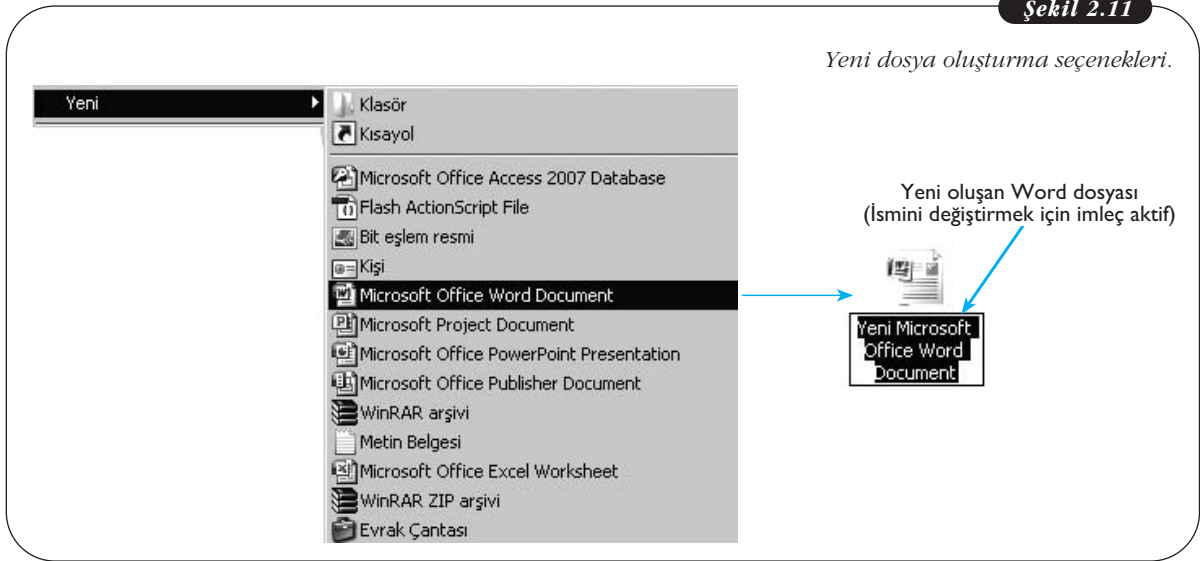 Şekil 2.11
Yeni dosya oluşturma seçenekleri.
Yeni
Klasör
Kısayol
Microsoft Office Access 2007 Database
Flash ActionScript File
Bit eşlem resmi
Kişi
Microsoft Office Word Document
Microsoft Project Document
Microsoft Office PowerPoint Presentation
Microsoft Office Publisher Document
WinRAR arşivi
Metin Belgesi
Microsoft Office Excel Worksheet
WinRAR ZIP arşivi
Evrak Çantası
Yeni oluşan Word dosyası
(İsmini değiştirmek için imleç aktif)
Yeni Microsoft
Office Word
Document